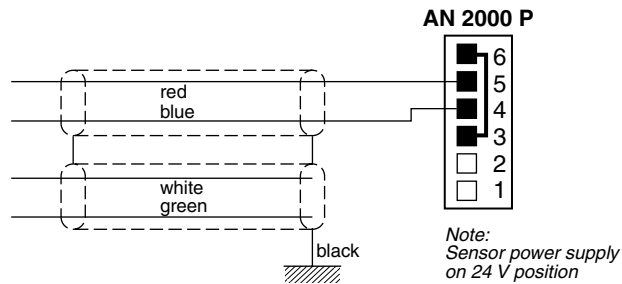 AN 2000 P
6
5
4
3
2
1
red
blue
white
green
black
Note:
Sensor power supply
on 24 V position